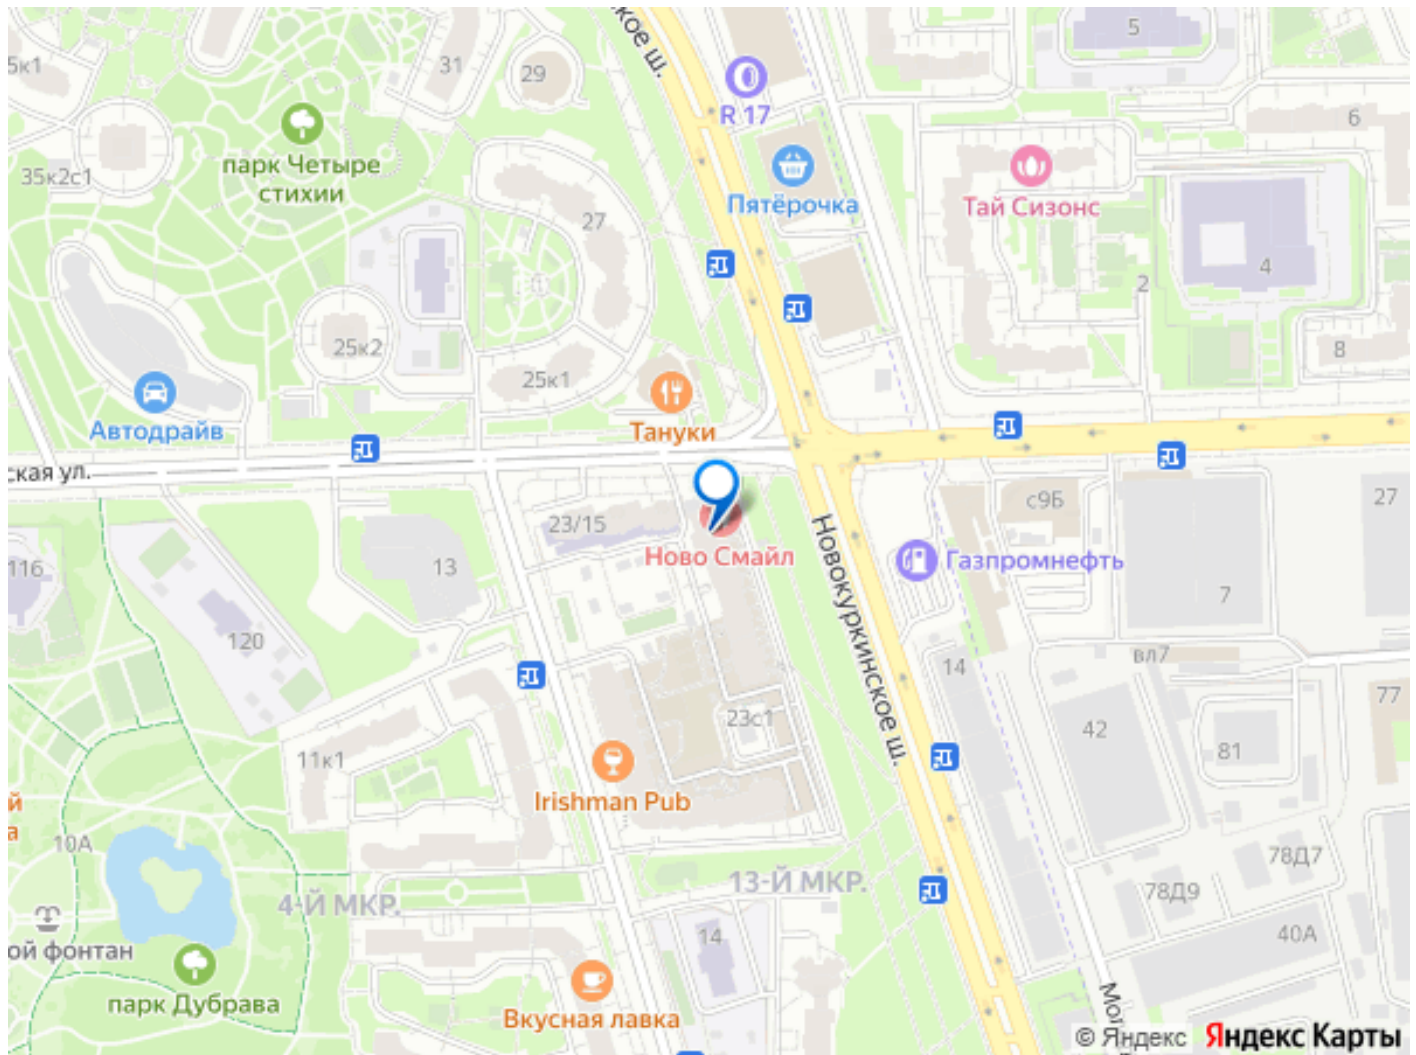 5
5к1
31
29
кое ш.
R 17
6
парк Четыре
стихии
35к2с1
27
Пятёрочка
Тай Сизонс
4
2
25к2
8
25к1
Автодрайв
Тануки
ская ул.
23/15
с9Б
27
Ново Смайл
Газпромнефть
Новокуркинское ш.
116
13
7
120
вл7
14
77
23с1
42
81
11к1
Irishman Pub
й
а
10А
78Д7
13-Й МКР.
4-Й МКР.
78Д9
40А
14
ой фонтан
парк Дубрава
Вкусная лавка
© Яндекс
Яндекс Карты